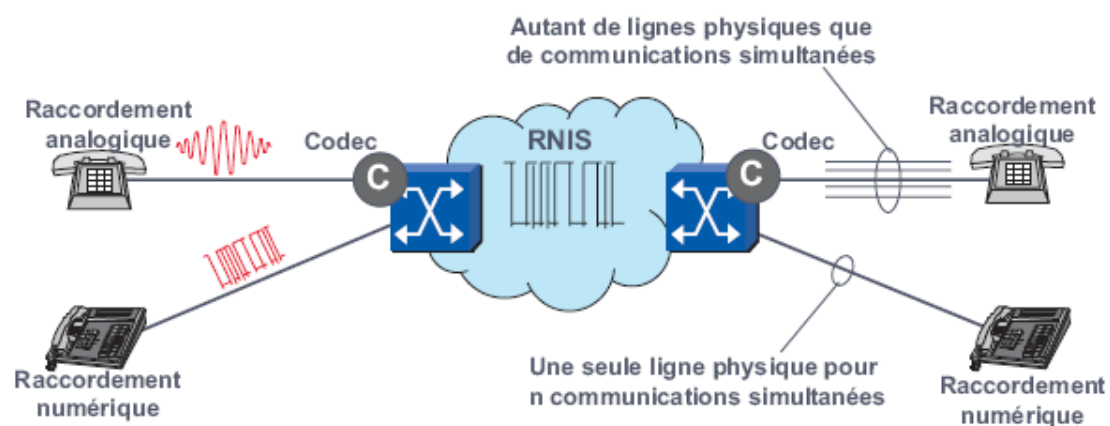 Autant de lignes physiques que
de communications simultanées
Raccordement
analogique
Codec
RNIS
Codec
Raccordement
analogique
C
C
Raccordement
numérique
Une seule ligne physique pour
n communications simultanées
Raccordement
numérique